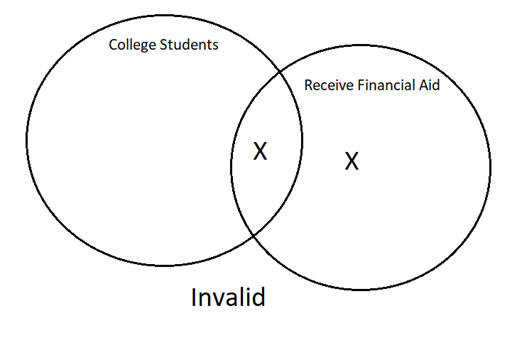 College Students
Receive Financial Aid
X
X
Invalid